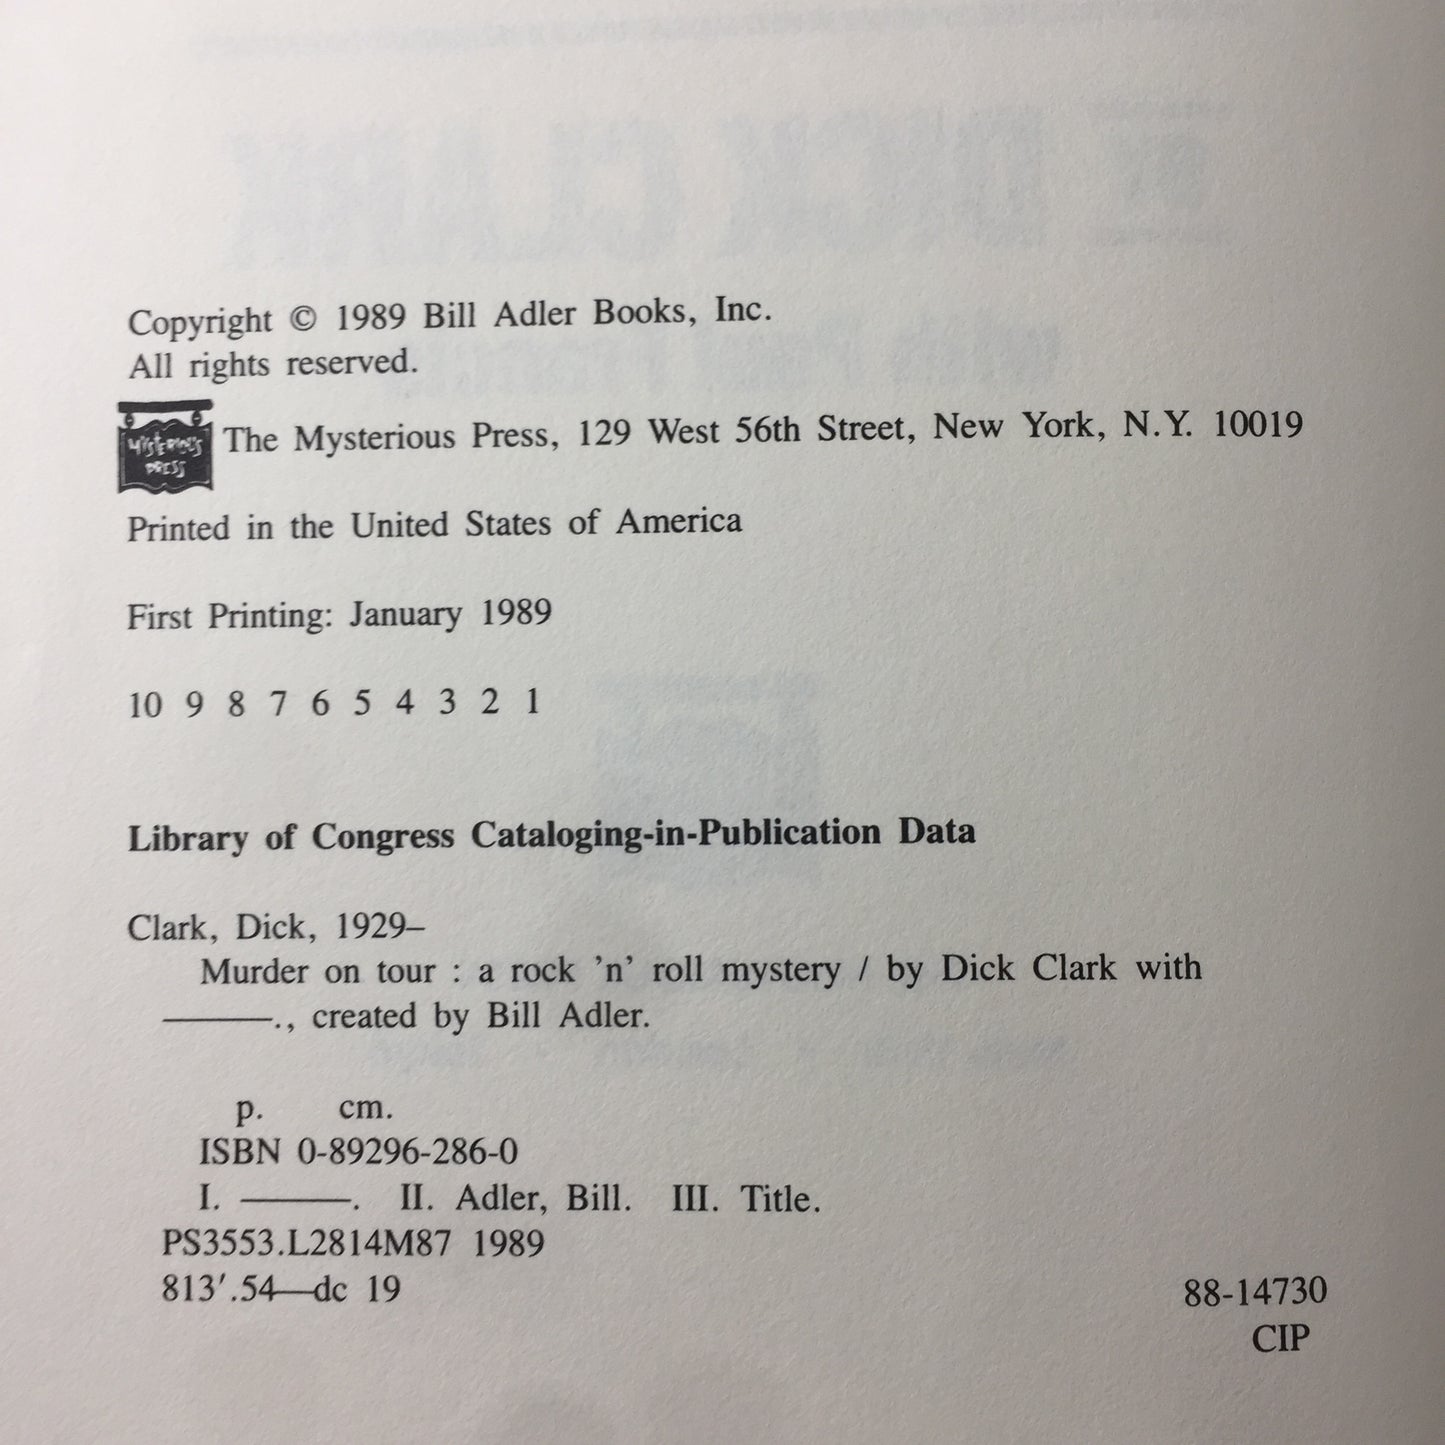 Copyright © 1989 Bill Adler Books, Inc.
All rights reserved.
MYSTERIOUS
PRESS
The Mysterious Press, 129 West 56th Street, New York, N.Y. 10019
Printed in the United States of America
First Printing: January 1989
10 9 8 7 6 5 4 3 2 1
Library of Congress Cataloging-in-Publication Data
Clark, Dick, 1929–
Murder on tour : a rock ’n’ roll mystery / by Dick Clark with
———., created by Bill Adler.
p. cm.
ISBN 0-89296-286-0
I. ———. II. Adler, Bill. III. Title.
PS3553.L2814M87 1989
813′.54—dc 19
88-14730
CIP